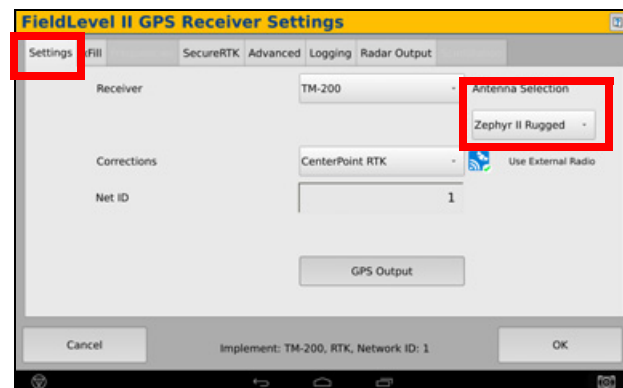 FieldLevel II GPS Receiver Settings
Settings xFill SecureRTK Advanced Logging Radar Output
Receiver TM-200 Antenna Selection
Zephyr II Rugged
Corrections CenterPoint RTK Use External Radio
Net ID 1
GPS Output
Cancel Implement: TM-200, RTK, Network ID: 1 OK